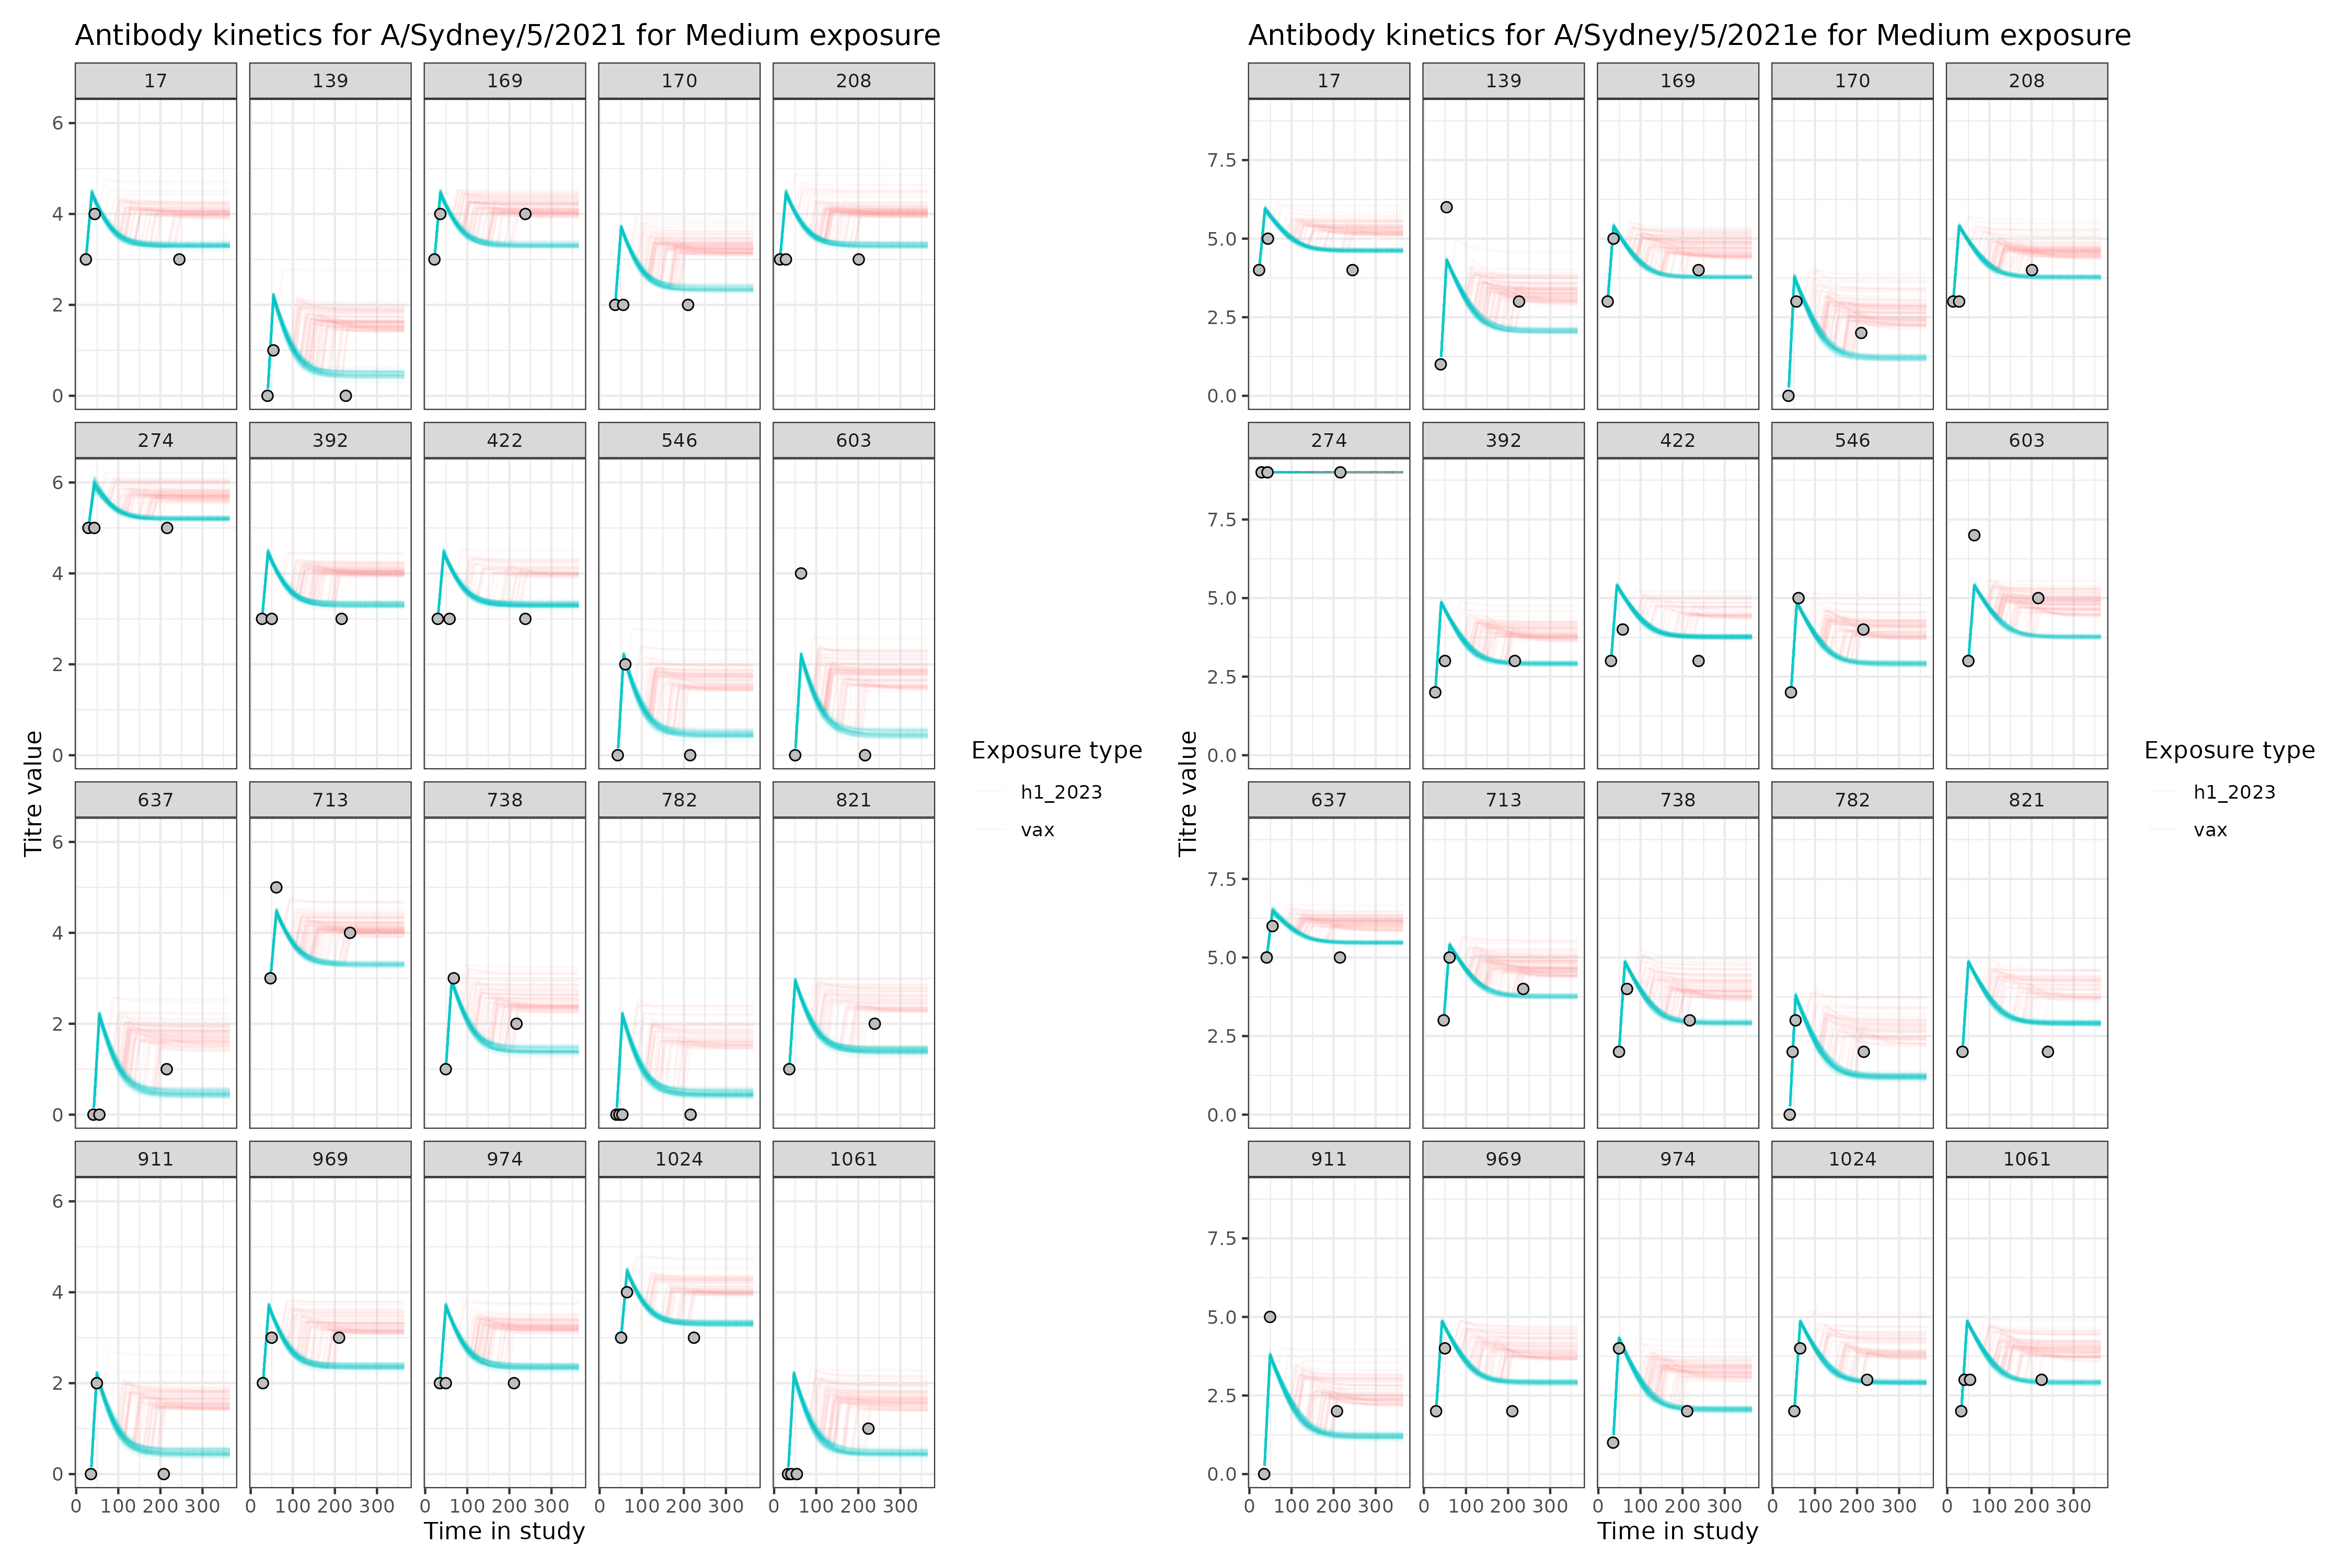 Antibody kinetics for A/Sydney/5/2021 for Medium exposure
17 139 169 170 208
6
4
2
0
274 392 422 546 603
6
4
2
0
637 713 738 782 821
6
4
2
0
911 969 974 1024 1061
6
4
2
0
0 100 200 300 0 100 200 300 0 100 200 300 0 100 200 300 0 100 200 300
Time in study
Titre value
Exposure type
h1_2023
vax
Antibody kinetics for A/Sydney/5/2021e for Medium exposure
17 139 169 170 208
7.5
5.0
2.5
0.0
274 392 422 546 603
7.5
5.0
2.5
0.0
637 713 738 782 821
7.5
5.0
2.5
0.0
911 969 974 1024 1061
7.5
5.0
2.5
0.0
0 100 200 300 0 100 200 300 0 100 200 300 0 100 200 300 0 100 200 300
Time in study
Titre value
Exposure type
h1_2023
vax